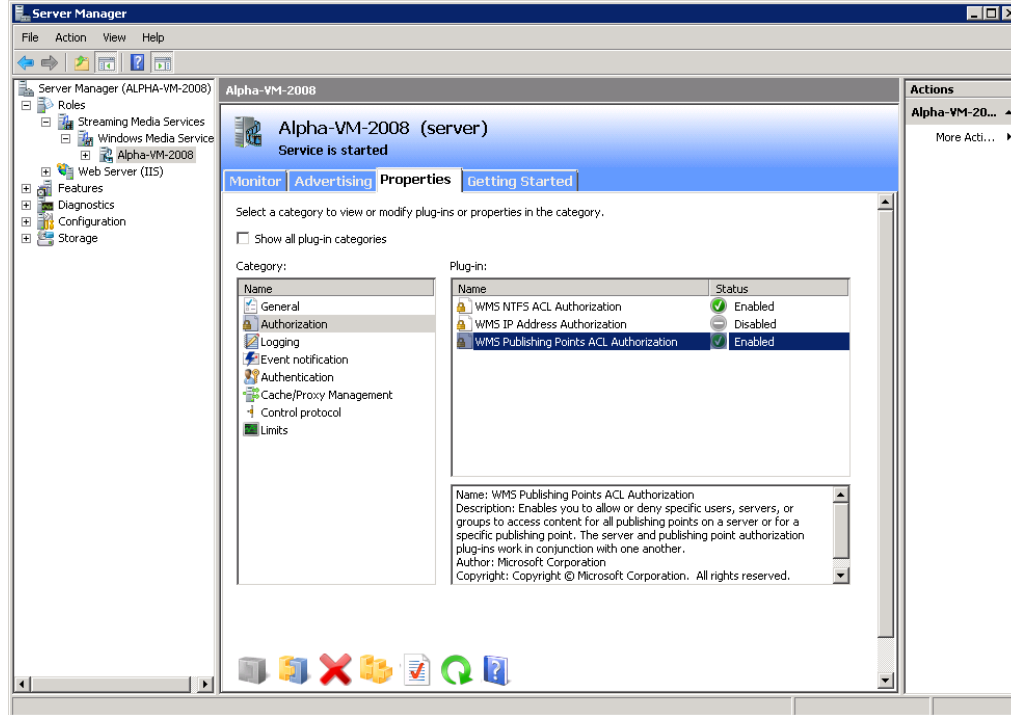 Server Manager
File Action View Help
Server Manager (ALPHA-VM-2008)
Roles
Streaming Media Services
Windows Media Service
Alpha-VM-2008
Web Server (IIS)
Features
Diagnostics
Configuration
Storage
Alpha-VM-2008
Alpha-VM-2008 (server)
Service is started
Monitor Advertising Properties Getting Started
Select a category to view or modify plug-ins or properties in the category.
Show all plug-in categories
Category:
Name
General
Authorization
Logging
Event notification
Authentication
Cache/Proxy Management
Control protocol
Limits
Plug-in:
Name Status
WMS NTFS ACL Authorization Enabled
WMS IP Address Authorization Disabled
WMS Publishing Points ACL Authorization Enabled
Name: WMS Publishing Points ACL Authorization
Description: Enables you to allow or deny specific users, servers, or
groups to access content for all publishing points on a server or for a
specific publishing point. The server and publishing point authorization
plug-ins work in conjunction with one another.
Author: Microsoft Corporation
Copyright: Copyright © Microsoft Corporation. All rights reserved.
Actions
Alpha-VM-20...
More Acti...